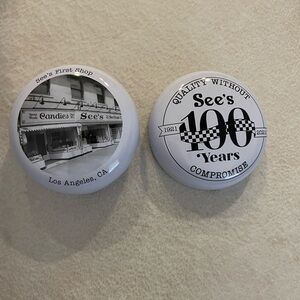 See's First Shop
Candies
See's
Los Angeles, CA
QUALITY WITHOUT
See's
1921 100 2021
Years
COMPROMISE